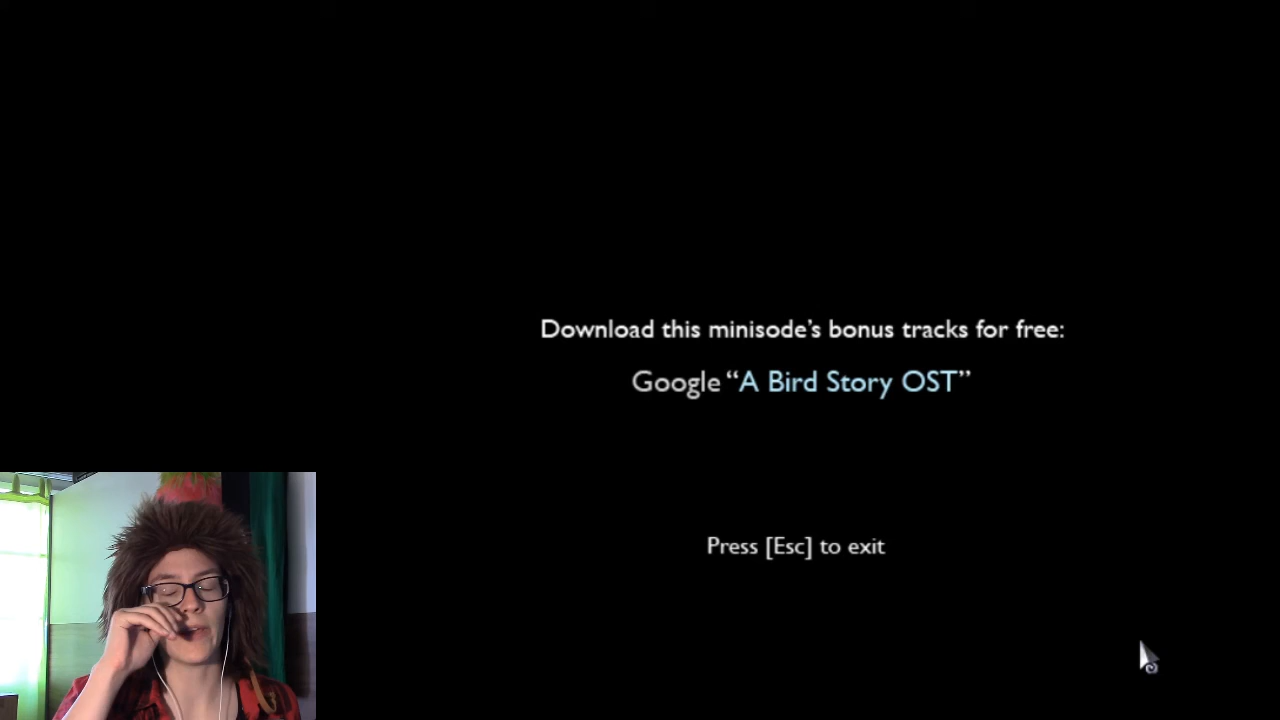 Download this minisode's bonus tracks for free:
Google “A Bird Story OST”
Press [Esc] to exit